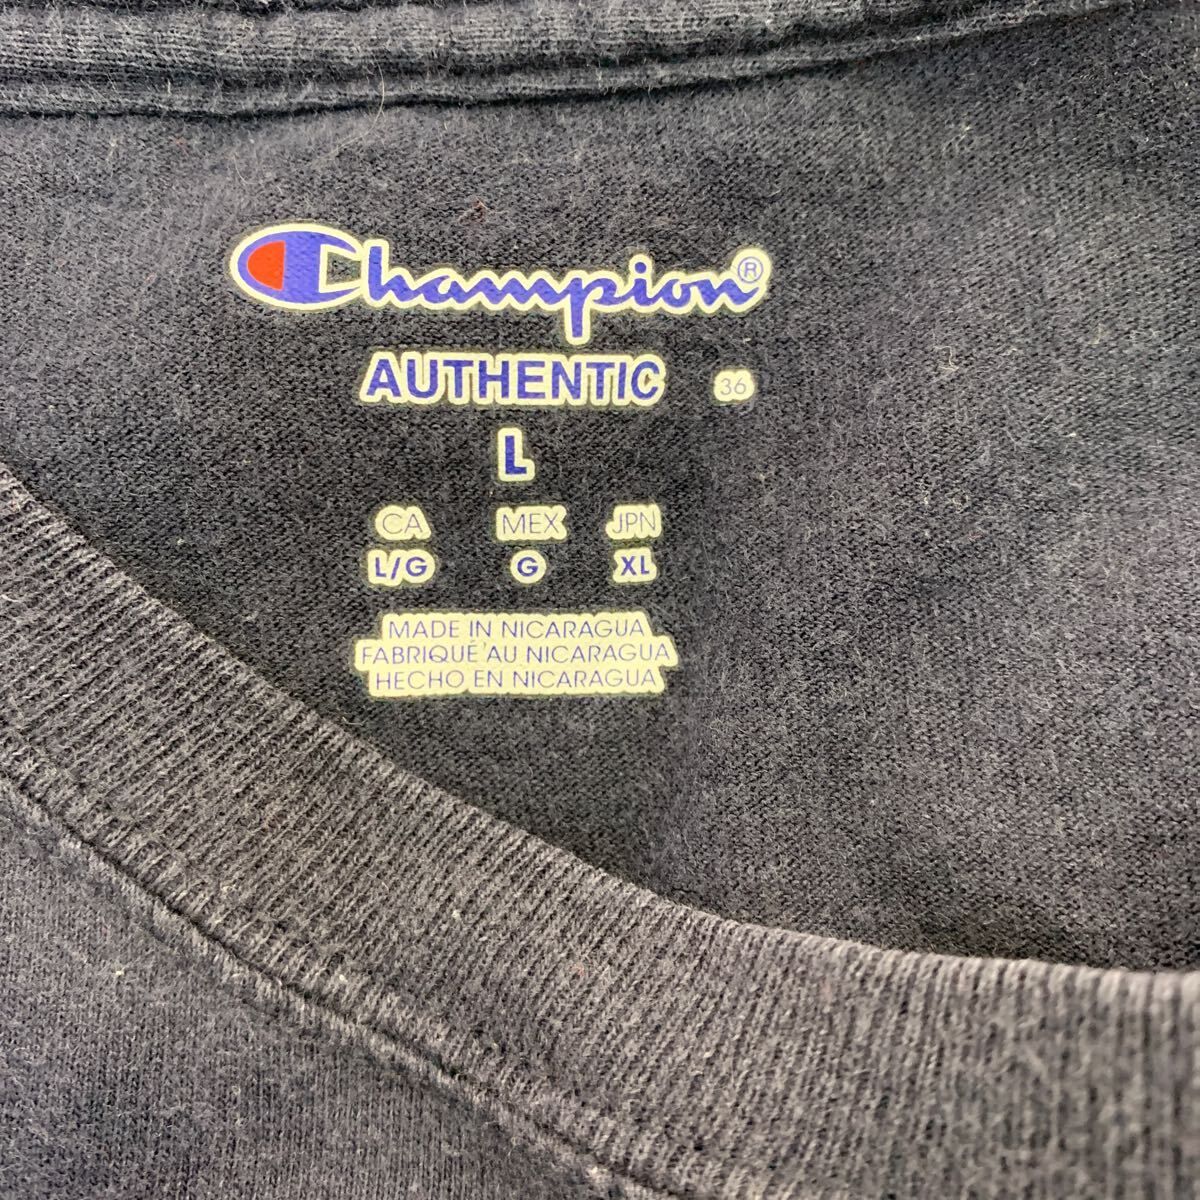 Champion®
AUTHENTIC 36
L
CA MEX JPN
L/G G XL
MADE IN NICARAGUA
FABRIQUÉ AU NICARAGUA
HECHO EN NICARAGUA